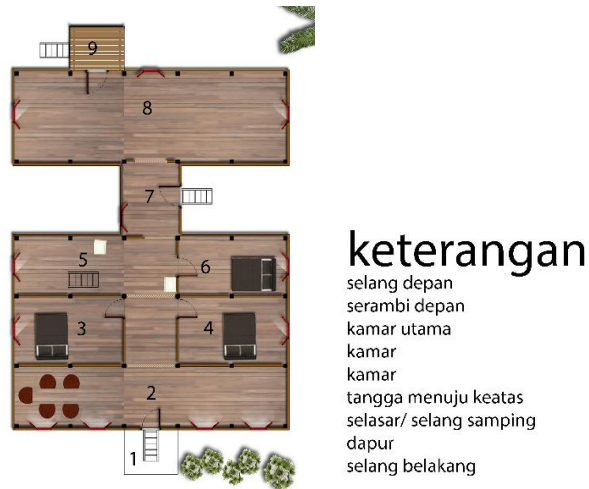 9
8
7
5
6
3
4
2
1
keterangan
selang depan
serambi depan
kamar utama
kamar
kamar
tangga menuju keatas
selasar/ selang samping
dapur
selang belakang